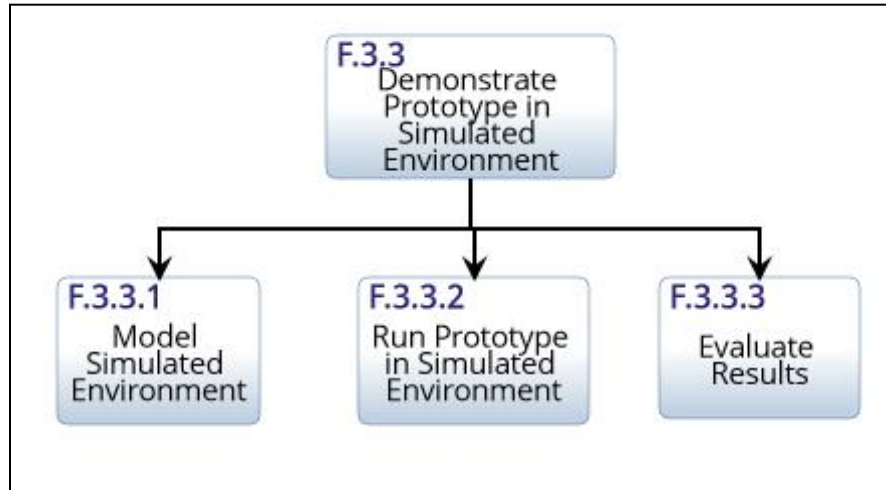 F.3.3
Demonstrate
Prototype in
Simulated
Environment
F.3.3.1
Model
Simulated
Environment
F.3.3.2
Run Prototype
in Simulated
Environment
F.3.3.3
Evaluate
Results